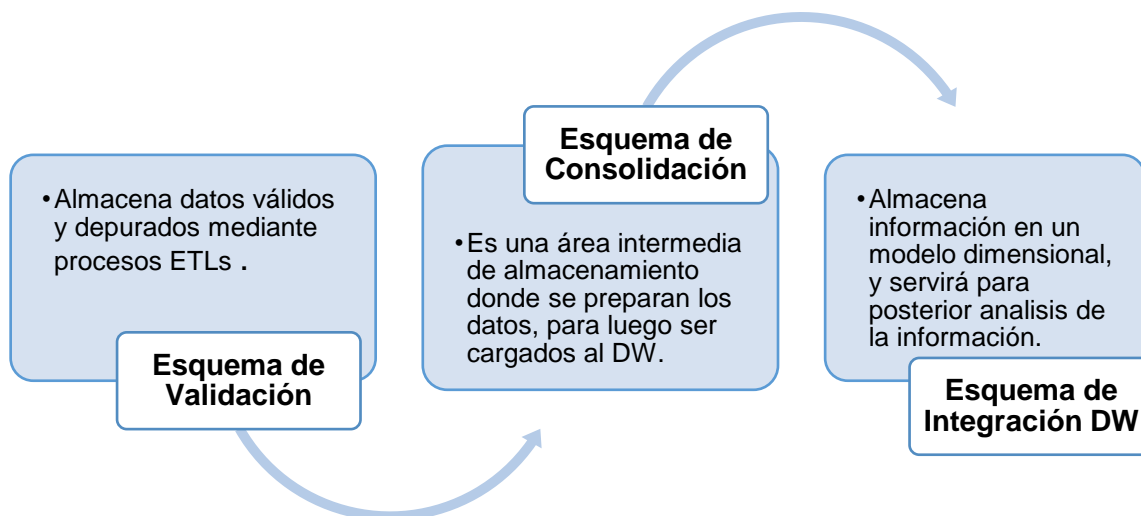 • Almacena datos válidos
y depurados mediante
procesos ETLs .
Esquema de
Validación
Esquema de
Consolidación
• Es una área intermedia
de almacenamiento
donde se preparan los
datos, para luego ser
cargados al DW.
• Almacena
información en un
modelo dimensional,
y servirá para
posterior analisis de
la información.
Esquema de
Integración DW